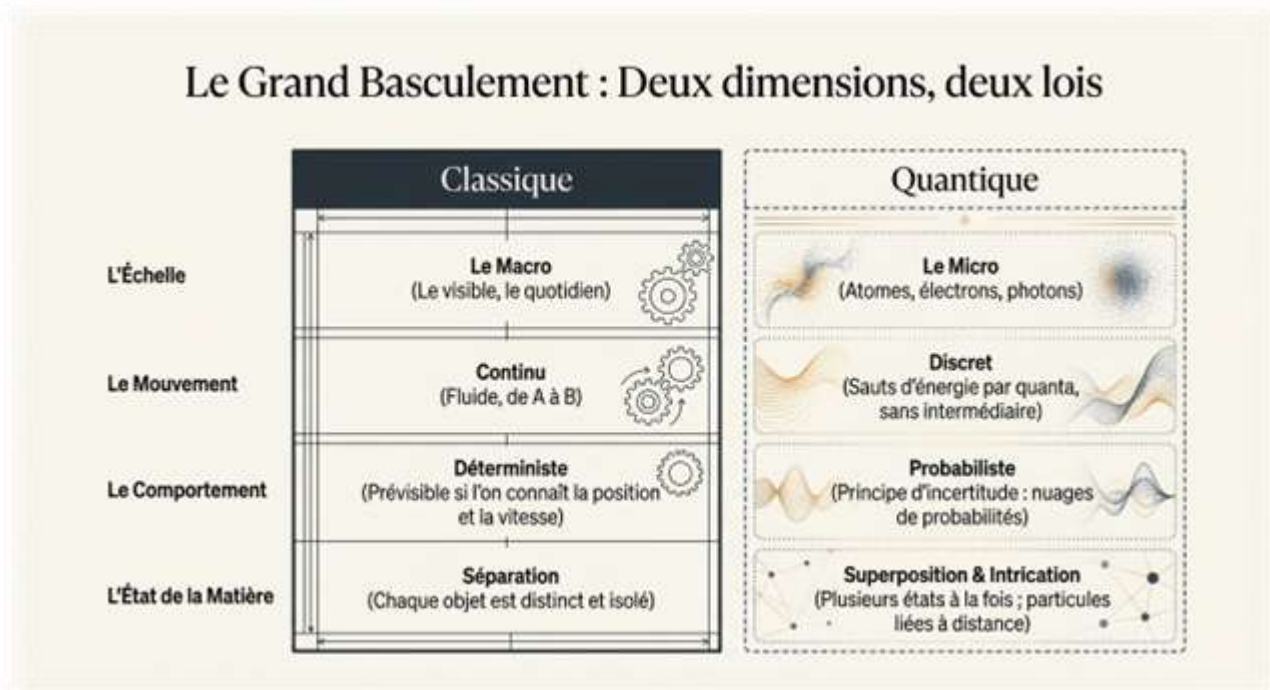 Le Grand Basculement : Deux dimensions, deux lois
Classique
Quantique
L'Échelle
Le Macro
(Le visible, le quotidien)
Le Micro
(Atomes, électrons, photons)
Le Mouvement
Continu
(Fluide, de A à B)
Discret
(Sauts d'énergie par quanta,
sans intermédiaire)
Le Comportement
Déterministe
(Prévisible si l'on connaît la position
et la vitesse)
Probabiliste
(Principe d'incertitude : nuages
de probabilités)
L'État de la Matière
Séparation
(Chaque objet est distinct et isolé)
Superposition & Intrication
(Plusieurs états à la fois ; particules
liées à distance)